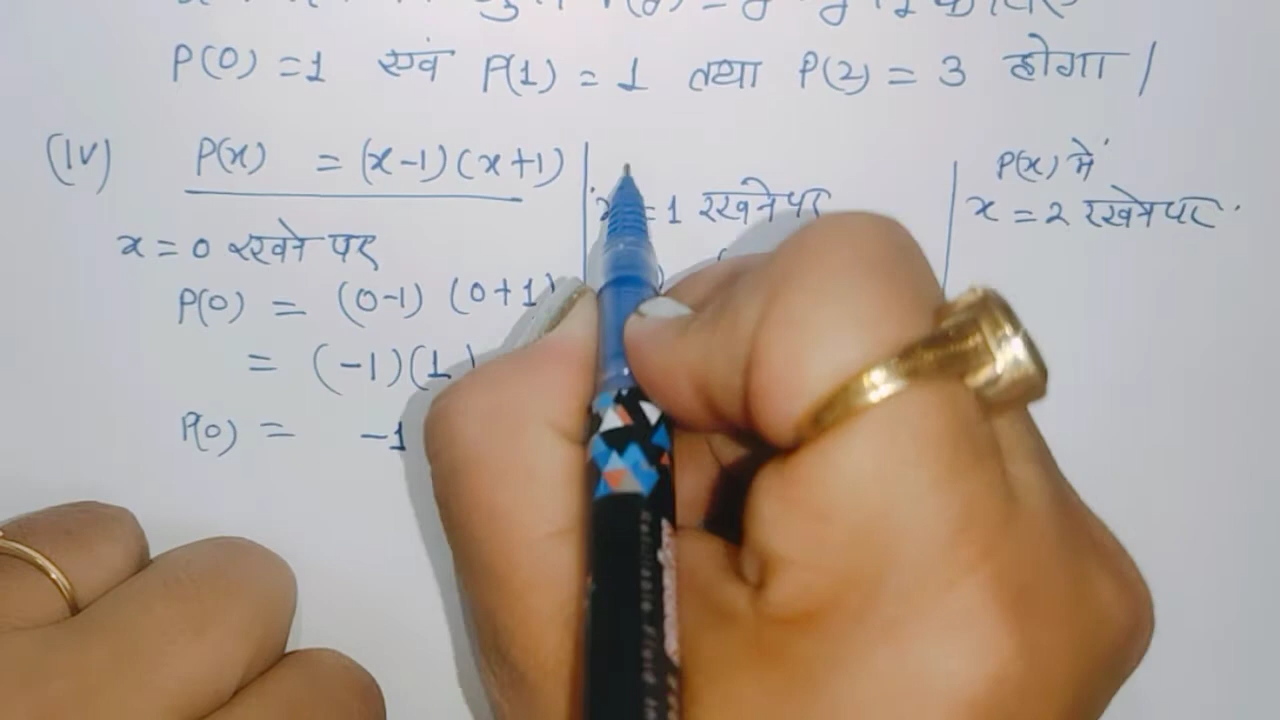 P(0) = 1 एवं P(1) = 1 तथा P(2) = 3 होगा |
(iv) P(x) = (x-1)(x+1)
x = 0 रखने पर
P(0) = (0-1) (0+1)
= (-1)(1)
P(0) = -1
= 1 रखने पर
P(x) में
x = 2 रखने पर